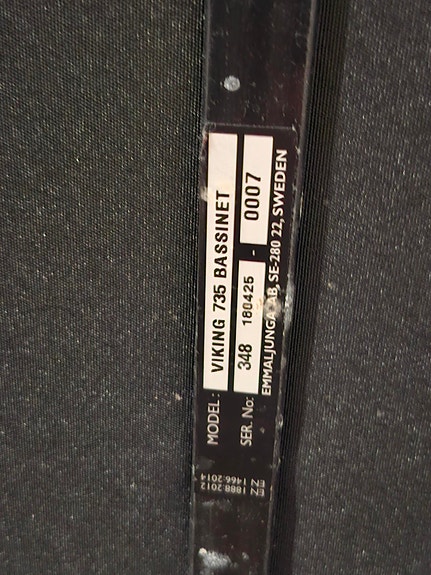 MODEL: VIKING 735 BASSINET
SER. No: 348 180425 - 0007
EMMALJUNGA AB, SE-280 22, SWEDEN
EN 1888:2012
EN 1466:2014